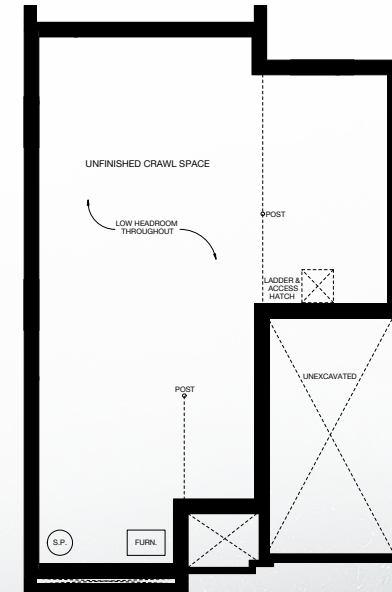 UNFINISHED CRAWL SPACE
LOW HEADROOM
THROUGHOUT
POST
LADDER &
ACCESS
HATCH
UNEXCAVATED
POST
S.P.
FURN.